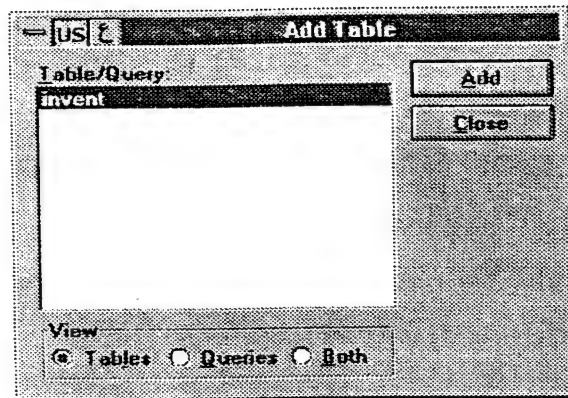 US ع Add Table
Table/Query:
invent
Add
Close
View
Tables Queries Both